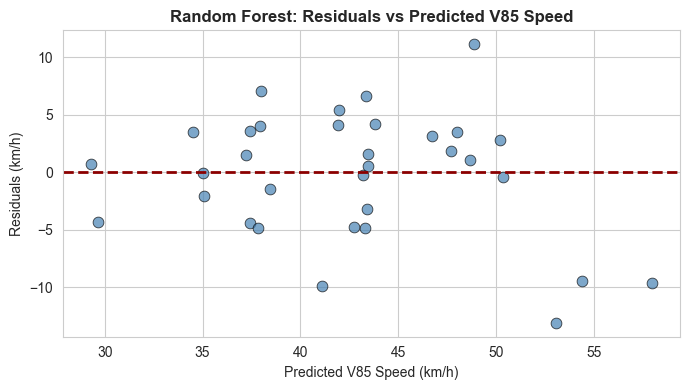 Random Forest: Residuals vs Predicted V85 Speed
10
5
0
−5
−10
Residuals (km/h)
30 35 40 45 50 55
Predicted V85 Speed (km/h)